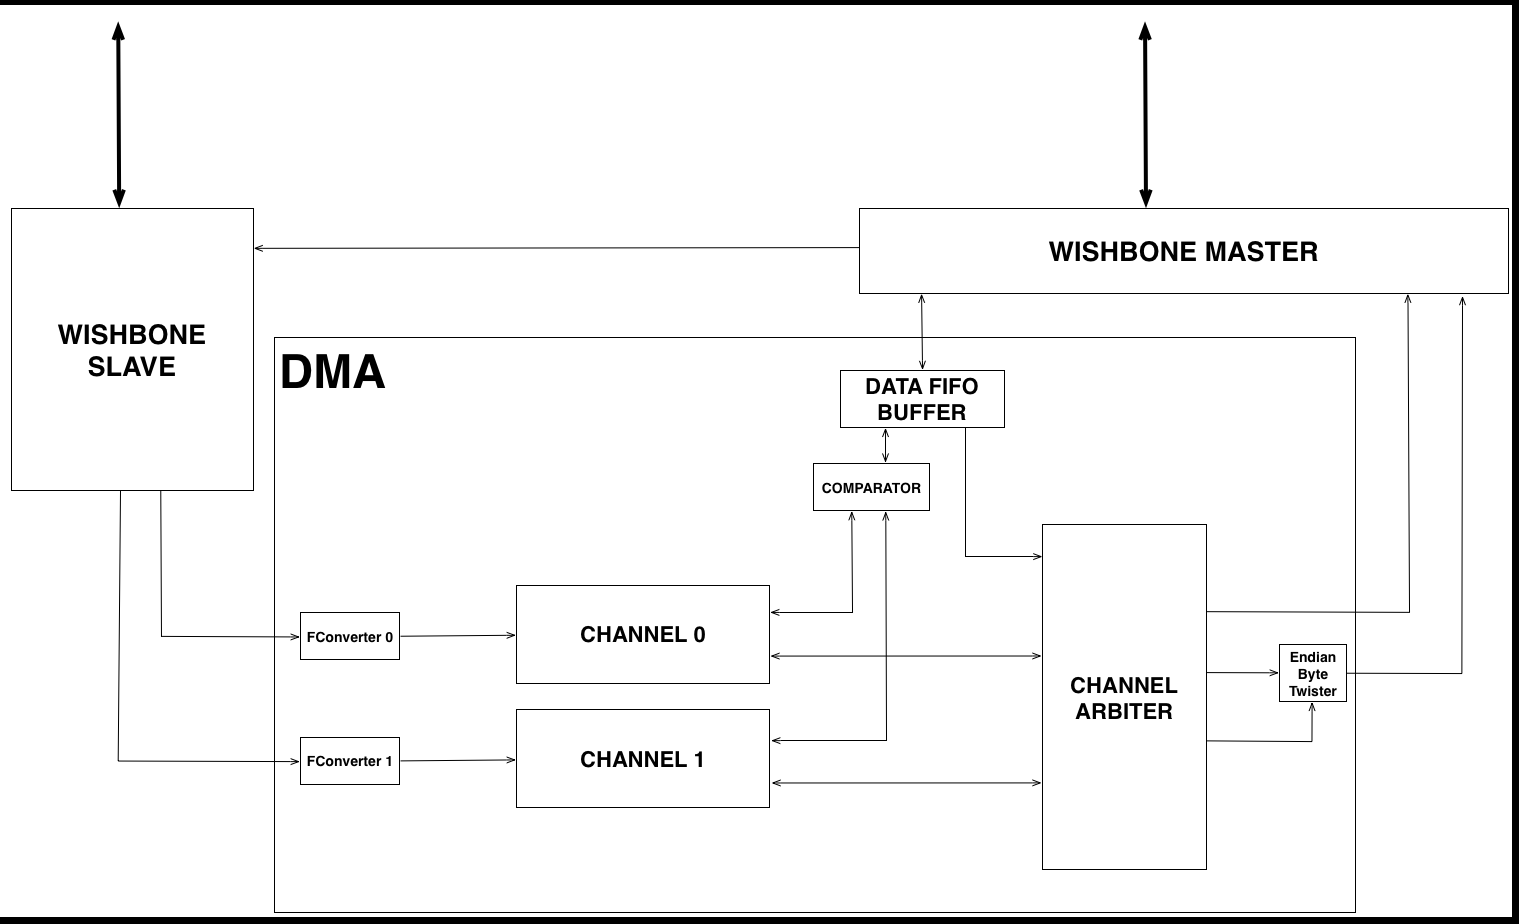 WISHBONE MASTER
WISHBONE
SLAVE
DMA
DATA FIFO
BUFFER
COMPARATOR
FConverter 0
CHANNEL 0
CHANNEL
ARBITER
Endian
Byte
Twister
FConverter 1
CHANNEL 1